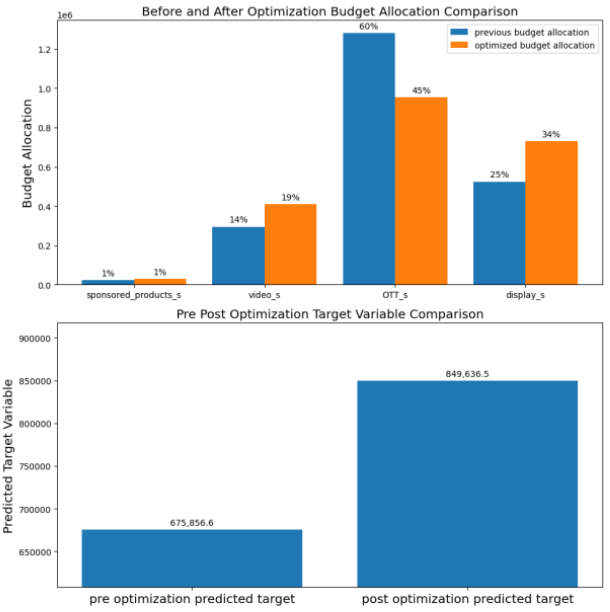 Before and After Optimization Budget Allocation Comparison
1e6
previous budget allocation
optimized budget allocation
Budget Allocation
1.2
1.0
0.8
0.6
0.4
0.2
0.0
1%
1%
14%
19%
60%
45%
25%
34%
sponsored_products_s
video_s
OTT_s
display_s
Pre Post Optimization Target Variable Comparison
Predicted Target Variable
900000
850000
800000
750000
700000
650000
675,856.6
849,636.5
pre optimization predicted target
post optimization predicted target